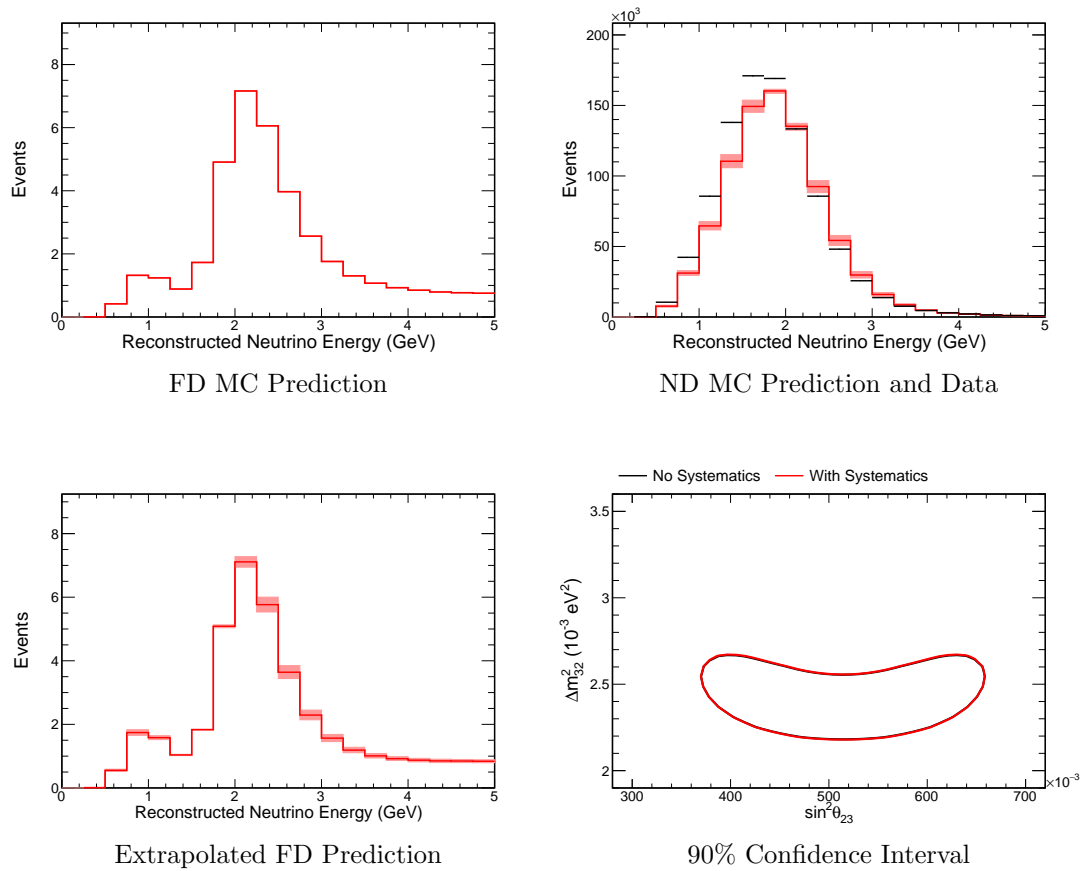 Events
8
6
4
2
0
0 1 2 3 4 5
Reconstructed Neutrino Energy (GeV)
FD MC Prediction
×10³
Events
200
150
100
50
0
0 1 2 3 4 5
Reconstructed Neutrino Energy (GeV)
ND MC Prediction and Data
Events
8
6
4
2
0
0 1 2 3 4 5
Reconstructed Neutrino Energy (GeV)
Extrapolated FD Prediction
No Systematics With Systematics
Δm²₃₂ (10⁻³ eV²)
3.5
3
2.5
2
300 400 500 600 700
×10⁻³
sin²θ₂₃
90% Confidence Interval